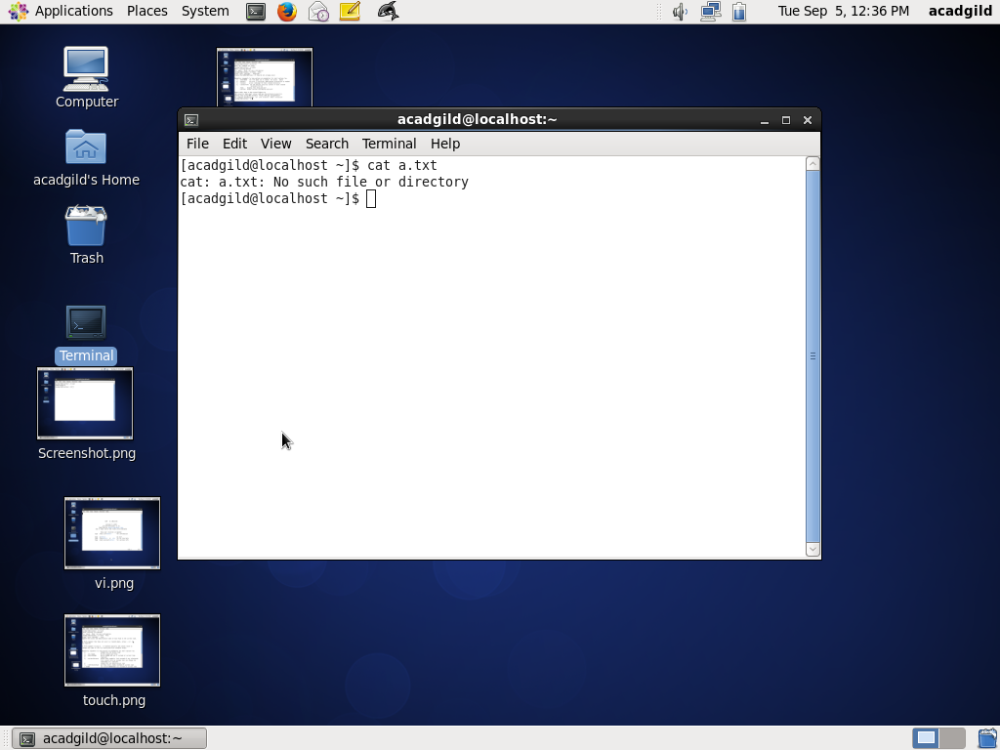 Applications Places System Tue Sep 5, 12:36 PM acadgild
Computer
acadgild's Home
Trash
Terminal
Screenshot.png
vi.png
touch.png
acadgild@localhost:~
File Edit View Search Terminal Help
[acadgild@localhost ~]$ cat a.txt
cat: a.txt: No such file or directory
[acadgild@localhost ~]$
acadgild@localhost:~